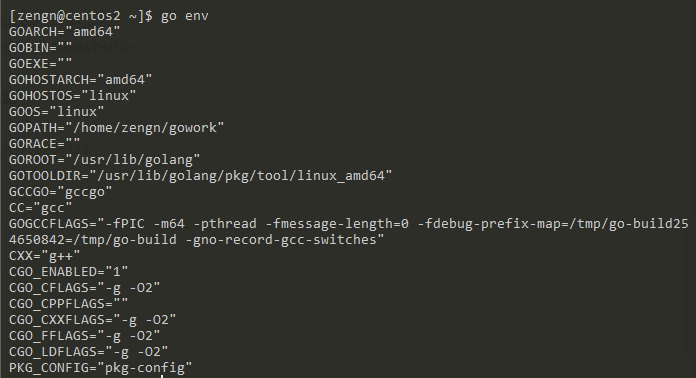 [zengn@centos2 ~]$ go env
GOARCH="amd64"
GOBIN=""
GOEXE=""
GOHOSTARCH="amd64"
GOHOSTOS="linux"
GOOS="linux"
GOPATH="/home/zengn/gowork"
GORACE=""
GOROOT="/usr/lib/golang"
GOTOOLDIR="/usr/lib/golang/pkg/tool/linux_amd64"
GCCGO="gccgo"
CC="gcc"
GOGCCFLAGS="-fPIC -m64 -pthread -fmessage-length=0 -fdebug-prefix-map=/tmp/go-build25
4650842=/tmp/go-build -gno-record-gcc-switches"
CXX="g++"
CGO_ENABLED="1"
CGO_CFLAGS="-g -O2"
CGO_CPPFLAGS=""
CGO_CXXFLAGS="-g -O2"
CGO_FFLAGS="-g -O2"
CGO_LDFLAGS="-g -O2"
PKG_CONFIG="pkg-config"